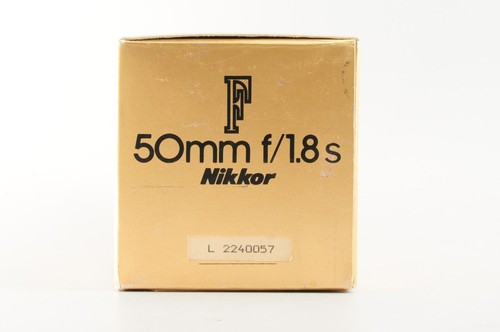 F
50mm f/1.8 s
Nikkor
L 2240057